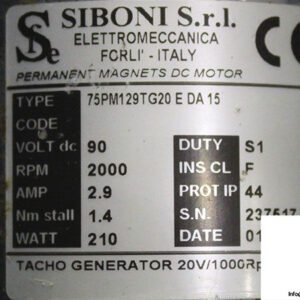 SIBONI S.r.l.
ELETTROMECCANICA
FORLI' - ITALY
PERMANENT MAGNETS DC MOTOR
TYPE 75PM129TG20 E DA 15
CODE
VOLT dc 90 DUTY S1
RPM 2000 INS CL F
AMP 2.9 PROT IP 44
Nm stall 1.4 S.N. 237517
WATT 210 DATE 01
TACHO GENERATOR 20V/1000Rp